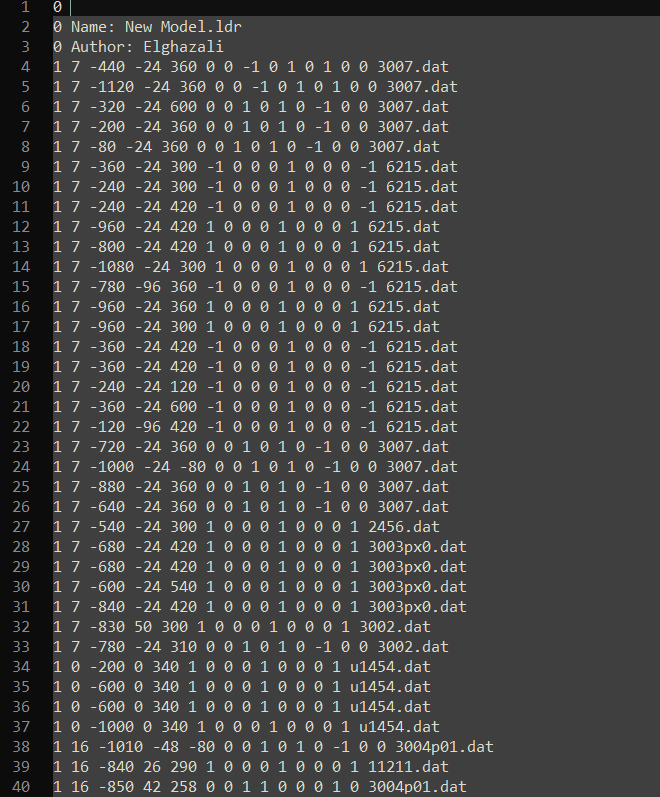 1 0
2 0 Name: New Model.ldr
3 0 Author: Elghazali
4 1 7 -440 -24 360 0 0 -1 0 1 0 1 0 0 3007.dat
5 1 7 -1120 -24 360 0 0 -1 0 1 0 1 0 0 3007.dat
6 1 7 -320 -24 600 0 0 1 0 1 0 -1 0 0 3007.dat
7 1 7 -200 -24 360 0 0 1 0 1 0 -1 0 0 3007.dat
8 1 7 -80 -24 360 0 0 1 0 1 0 -1 0 0 3007.dat
9 1 7 -360 -24 300 -1 0 0 0 1 0 0 0 -1 6215.dat
10 1 7 -240 -24 300 -1 0 0 0 1 0 0 0 -1 6215.dat
11 1 7 -240 -24 420 -1 0 0 0 1 0 0 0 -1 6215.dat
12 1 7 -960 -24 420 1 0 0 0 1 0 0 0 1 6215.dat
13 1 7 -800 -24 420 1 0 0 0 1 0 0 0 1 6215.dat
14 1 7 -1080 -24 300 1 0 0 0 1 0 0 0 1 6215.dat
15 1 7 -780 -96 360 -1 0 0 0 1 0 0 0 -1 6215.dat
16 1 7 -960 -24 360 1 0 0 0 1 0 0 0 1 6215.dat
17 1 7 -960 -24 300 1 0 0 0 1 0 0 0 1 6215.dat
18 1 7 -360 -24 420 -1 0 0 0 1 0 0 0 -1 6215.dat
19 1 7 -360 -24 420 -1 0 0 0 1 0 0 0 -1 6215.dat
20 1 7 -240 -24 120 -1 0 0 0 1 0 0 0 -1 6215.dat
21 1 7 -360 -24 600 -1 0 0 0 1 0 0 0 -1 6215.dat
22 1 7 -120 -96 420 -1 0 0 0 1 0 0 0 -1 6215.dat
23 1 7 -720 -24 360 0 0 1 0 1 0 -1 0 0 3007.dat
24 1 7 -1000 -24 -80 0 0 1 0 1 0 -1 0 0 3007.dat
25 1 7 -880 -24 360 0 0 1 0 1 0 -1 0 0 3007.dat
26 1 7 -640 -24 360 0 0 1 0 1 0 -1 0 0 3007.dat
27 1 7 -540 -24 300 1 0 0 0 1 0 0 0 1 2456.dat
28 1 7 -680 -24 420 1 0 0 0 1 0 0 0 1 3003px0.dat
29 1 7 -680 -24 420 1 0 0 0 1 0 0 0 1 3003px0.dat
30 1 7 -600 -24 540 1 0 0 0 1 0 0 0 1 3003px0.dat
31 1 7 -840 -24 420 1 0 0 0 1 0 0 0 1 3003px0.dat
32 1 7 -830 50 300 1 0 0 0 1 0 0 0 1 3002.dat
33 1 7 -780 -24 310 0 0 1 0 1 0 -1 0 0 3002.dat
34 1 0 -200 0 340 1 0 0 0 1 0 0 0 1 u1454.dat
35 1 0 -600 0 340 1 0 0 0 1 0 0 0 1 u1454.dat
36 1 0 -600 0 340 1 0 0 0 1 0 0 0 1 u1454.dat
37 1 0 -1000 0 340 1 0 0 0 1 0 0 0 1 u1454.dat
38 1 16 -1010 -48 -80 0 0 1 0 1 0 -1 0 0 3004p01.dat
39 1 16 -840 26 290 1 0 0 0 1 0 0 0 1 11211.dat
40 1 16 -850 42 258 0 0 1 1 0 0 0 1 0 3004p01.dat